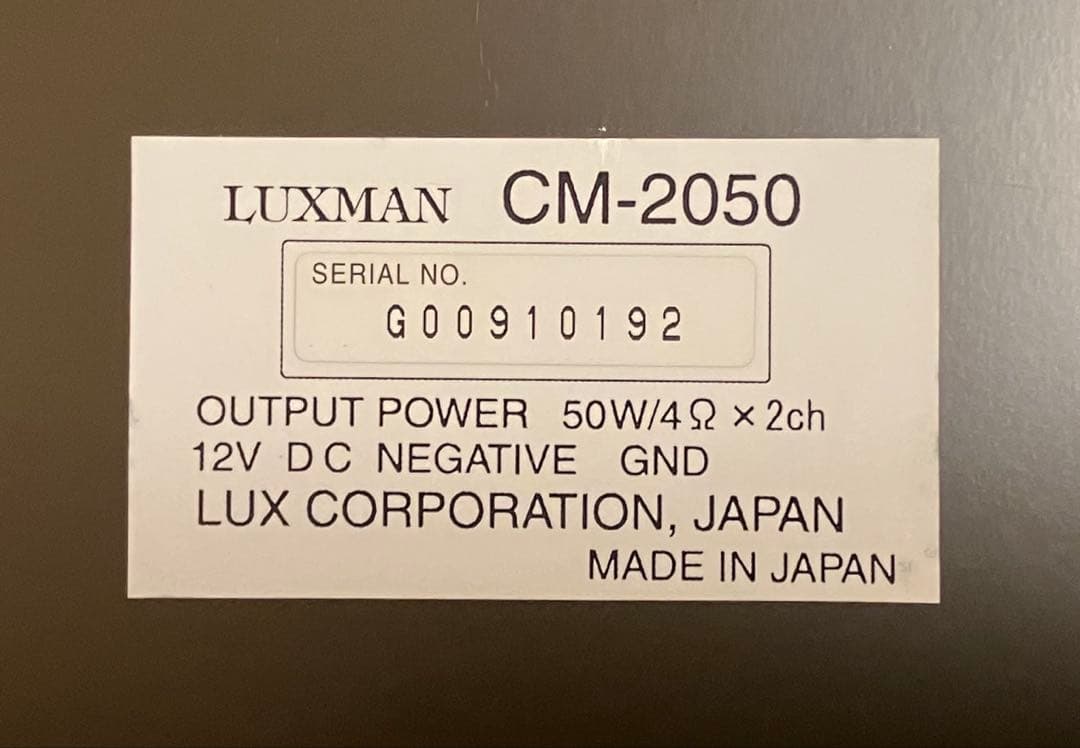 LUXMAN CM-2050
SERIAL NO.
G00910192
OUTPUT POWER 50W/4Ω × 2ch
12V DC NEGATIVE GND
LUX CORPORATION, JAPAN
MADE IN JAPAN